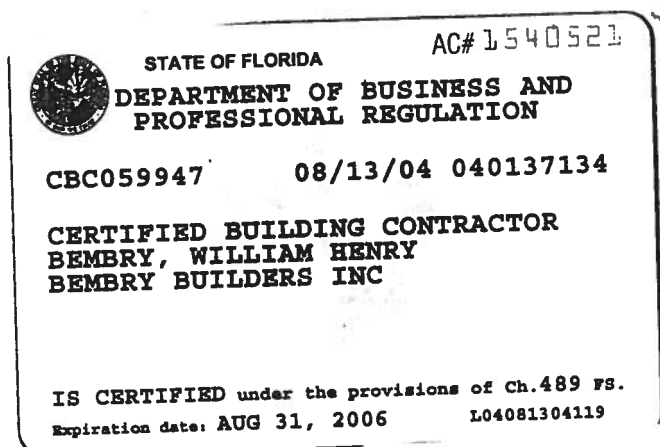 STATE OF FLORIDA AC# 1540521
DEPARTMENT OF BUSINESS AND
PROFESSIONAL REGULATION
CBC059947 08/13/04 040137134
CERTIFIED BUILDING CONTRACTOR
BEMBRY, WILLIAM HENRY
BEMBRY BUILDERS INC
IS CERTIFIED under the provisions of Ch.489 FS.
Expiration date: AUG 31, 2006 L04081304119